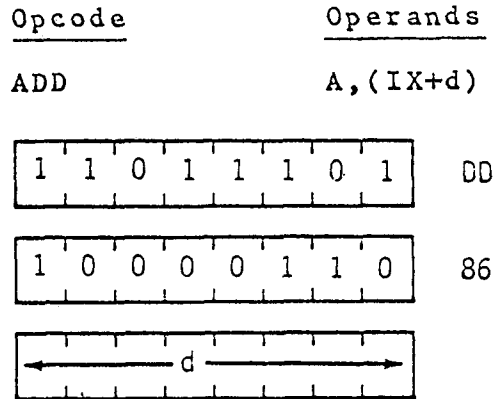 Opcode Operands
ADD A,(IX+d)
1 1 0 1 1 1 0 1 DD
1 0 0 0 0 1 1 0 86
d